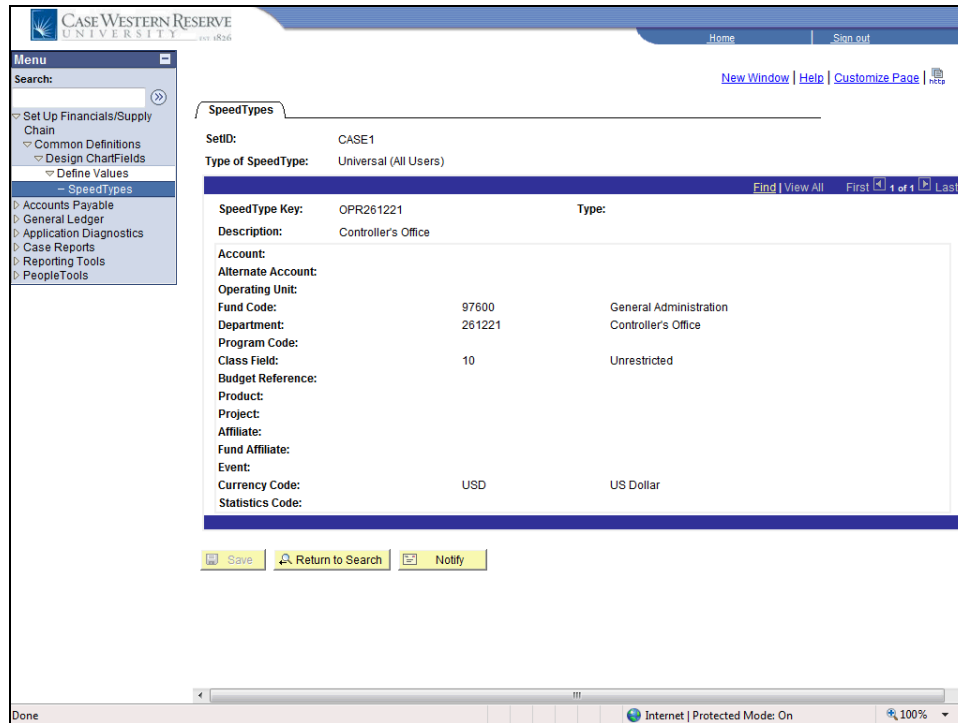 CASE WESTERN RESERVE
UNIVERSITY EST 1826
Home | Sign out
Menu
Search:
Set Up Financials/Supply
Chain
Common Definitions
Design ChartFields
Define Values
– SpeedTypes
Accounts Payable
General Ledger
Application Diagnostics
Case Reports
Reporting Tools
PeopleTools
New Window | Help | Customize Page | http
SpeedTypes
SetID: CASE1
Type of SpeedType: Universal (All Users)
Find | View All First 1 of 1 Last
SpeedType Key: OPR261221 Type:
Description: Controller's Office
Account:
Alternate Account:
Operating Unit:
Fund Code: 97600 General Administration
Department: 261221 Controller's Office
Program Code:
Class Field: 10 Unrestricted
Budget Reference:
Product:
Project:
Affiliate:
Fund Affiliate:
Event:
Currency Code: USD US Dollar
Statistics Code:
Save Return to Search Notify
Done Internet | Protected Mode: On 100%